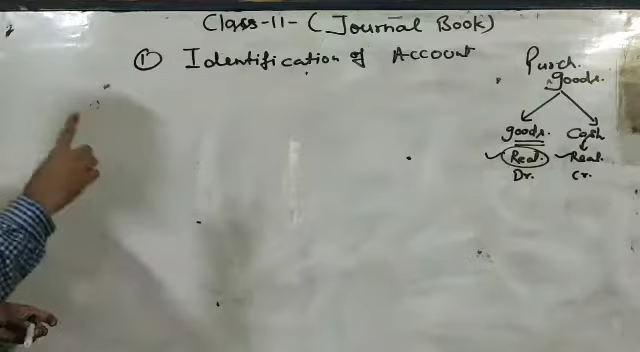 Class-11- (Journal Book)
① Identification of Account
Purch.
goods.
goods. Cash
Real. Real.
Dr. Cr.